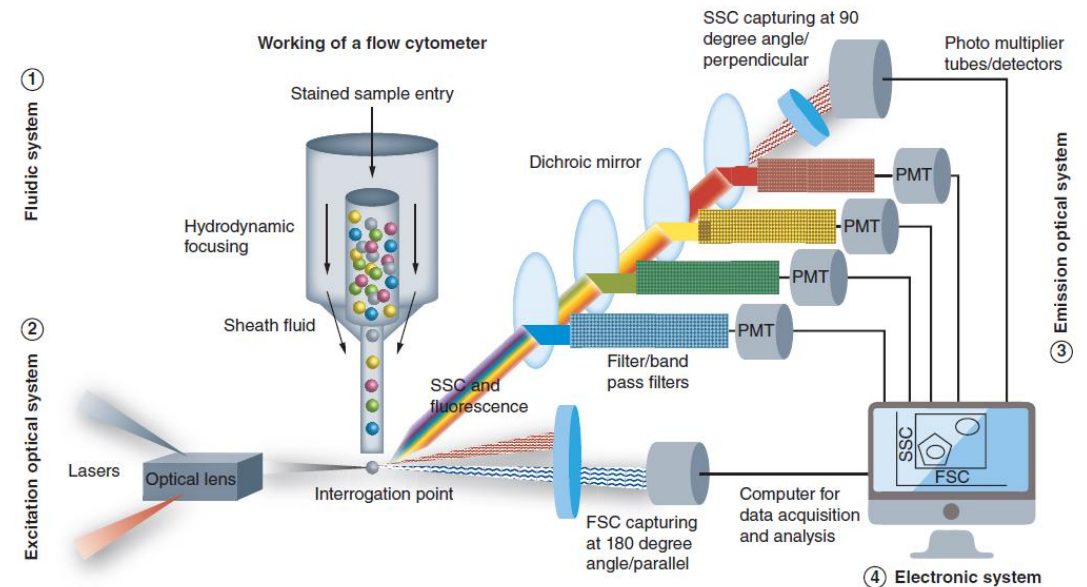 Working of a flow cytometer
① Fluidic system
Stained sample entry
Hydrodynamic
focusing
Sheath fluid
② Excitation optical system
Lasers
Optical lens
Interrogation point
SSC and
fluorescence
Dichroic mirror
SSC capturing at 90
degree angle/
perpendicular
Photo multiplier
tubes/detectors
PMT
PMT
PMT
PMT
Filter/band
pass filters
③ Emission optical system
FSC capturing
at 180 degree
angle/parallel
Computer for
data acquisition
and analysis
SSC
FSC
④ Electronic system